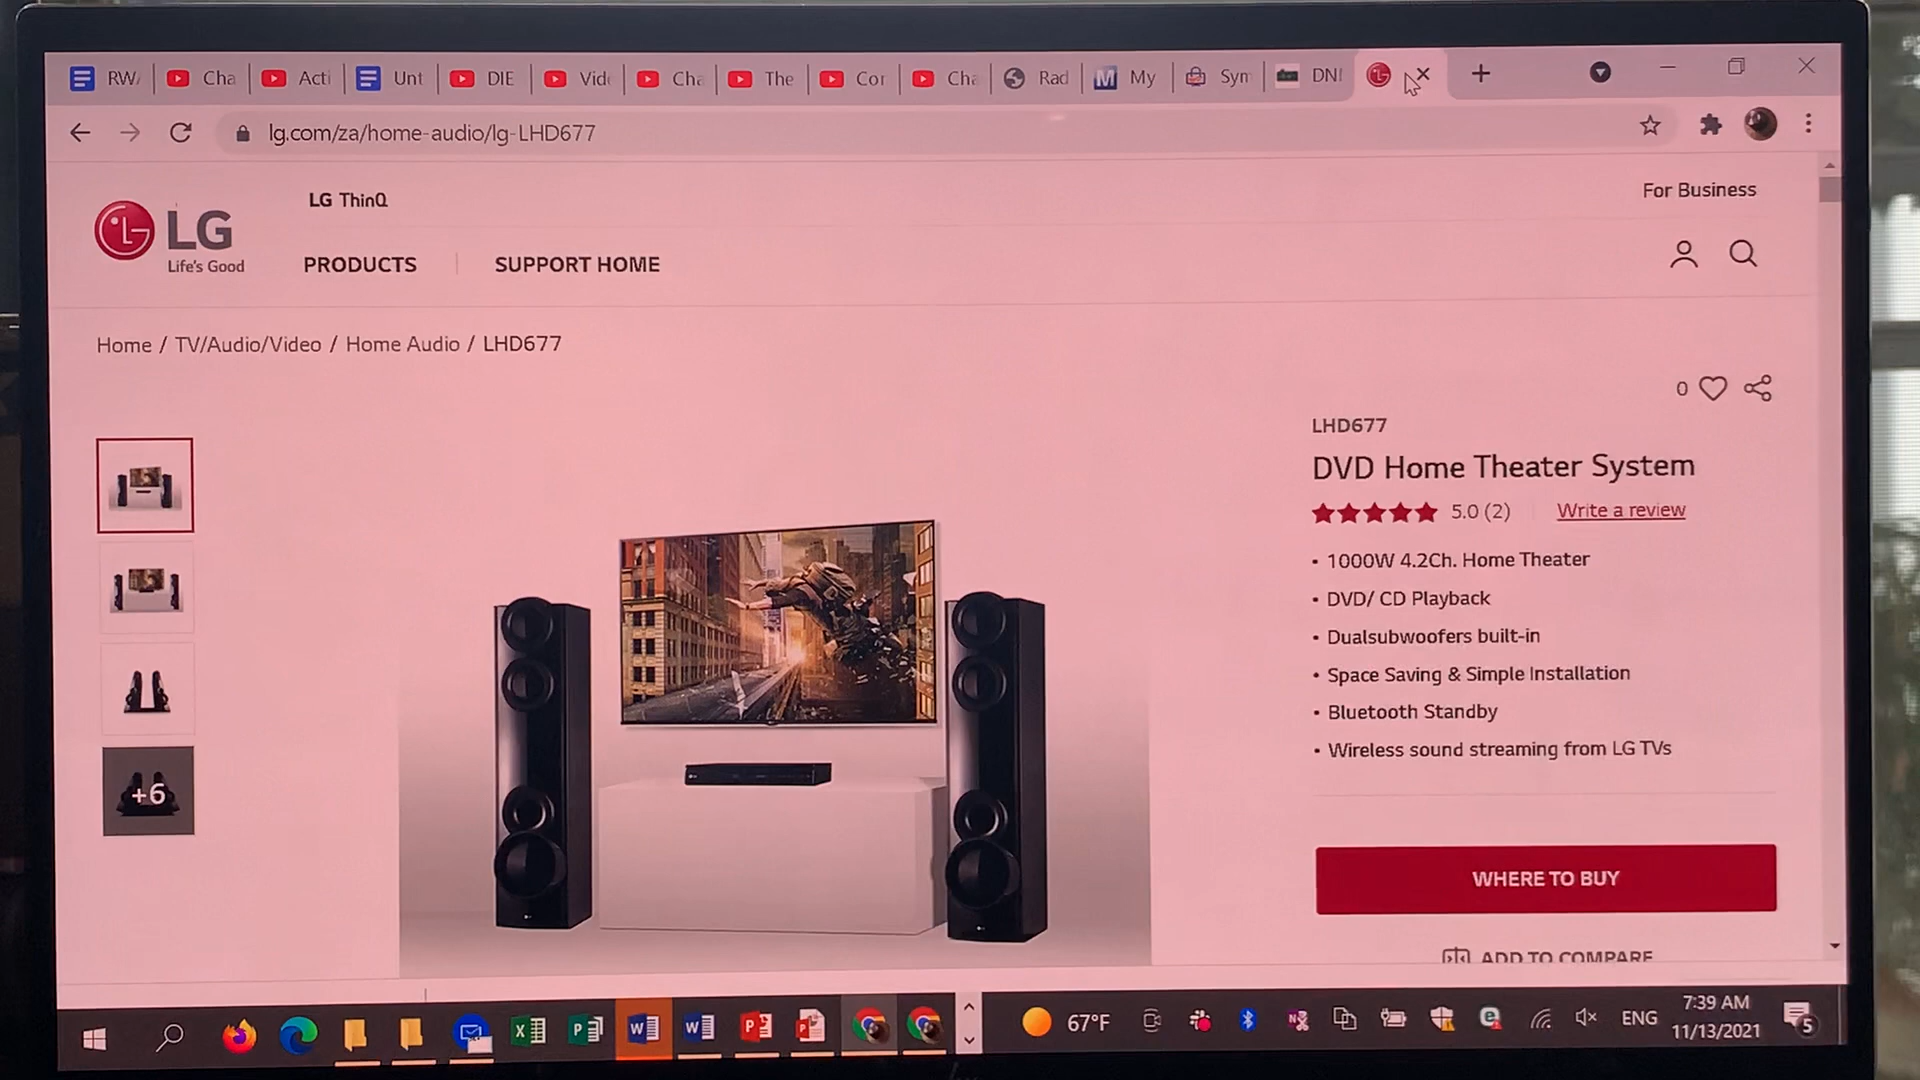 RW/ Cha Acti Unt DIE Vide Cha The Cor Cha Rad My Sym DNI
lg.com/za/home-audio/lg-LHD677
LG ThinQ
For Business
LG
Life's Good
PRODUCTS SUPPORT HOME
Home / TV/Audio/Video / Home Audio / LHD677
0
LHD677
DVD Home Theater System
5.0 (2) Write a review
• 1000W 4.2Ch. Home Theater
• DVD/ CD Playback
• Dualsubwoofers built-in
• Space Saving & Simple Installation
• Bluetooth Standby
• Wireless sound streaming from LG TVs
+6
WHERE TO BUY
ADD TO COMPARE
67°F
ENG
7:39 AM
11/13/2021
5